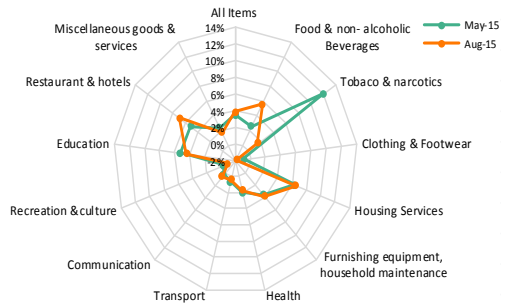 All Items
Miscellaneous goods &
services
Food & non- alcoholic
Beverages
May-15
Aug-15
14%
12%
10%
8%
6%
4%
2%
0%
-2%
Restaurant & hotels
Tobaco & narcotics
Education
Clothing & Footwear
Recreation & culture
Housing Services
Communication
Furnishing equipment,
household maintenance
Transport
Health